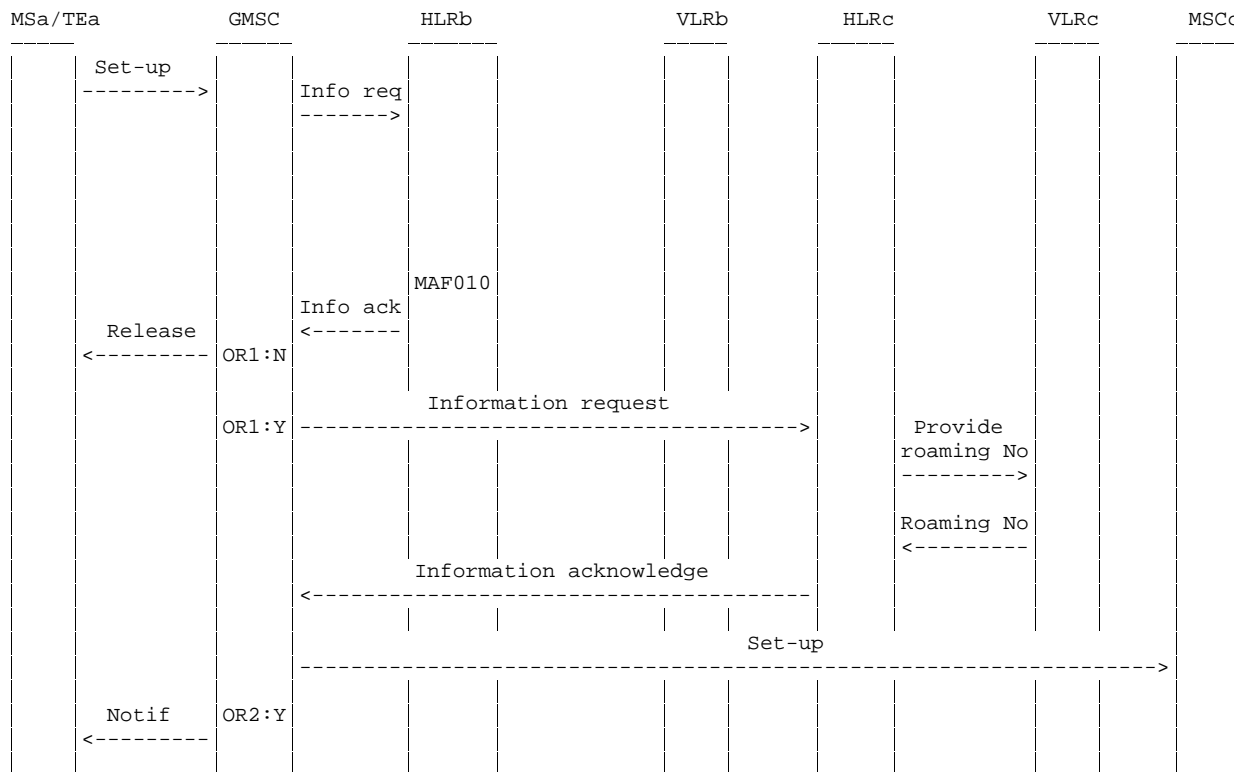 MSa/TEa GMSC HLRb VLRb HLRc VLRc MSCc
Set-up
--------->
Info req
------->
MAF010
Info ack
Release <-------
<--------- OR1:N
Information request
OR1:Y ---------------------------------------> Provide
roaming No
--------->
Roaming No
<---------
Information acknowledge
<---------------------------------------
Set-up
------------------------------------------------------------------->
Notif OR2:Y
<---------